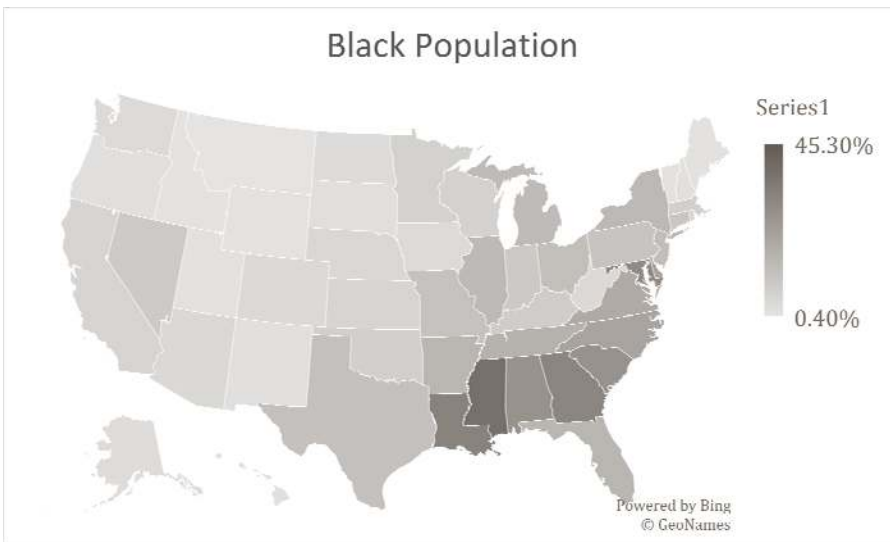 Black Population
Series1
45.30%
0.40%
Powered by Bing
© GeoNames